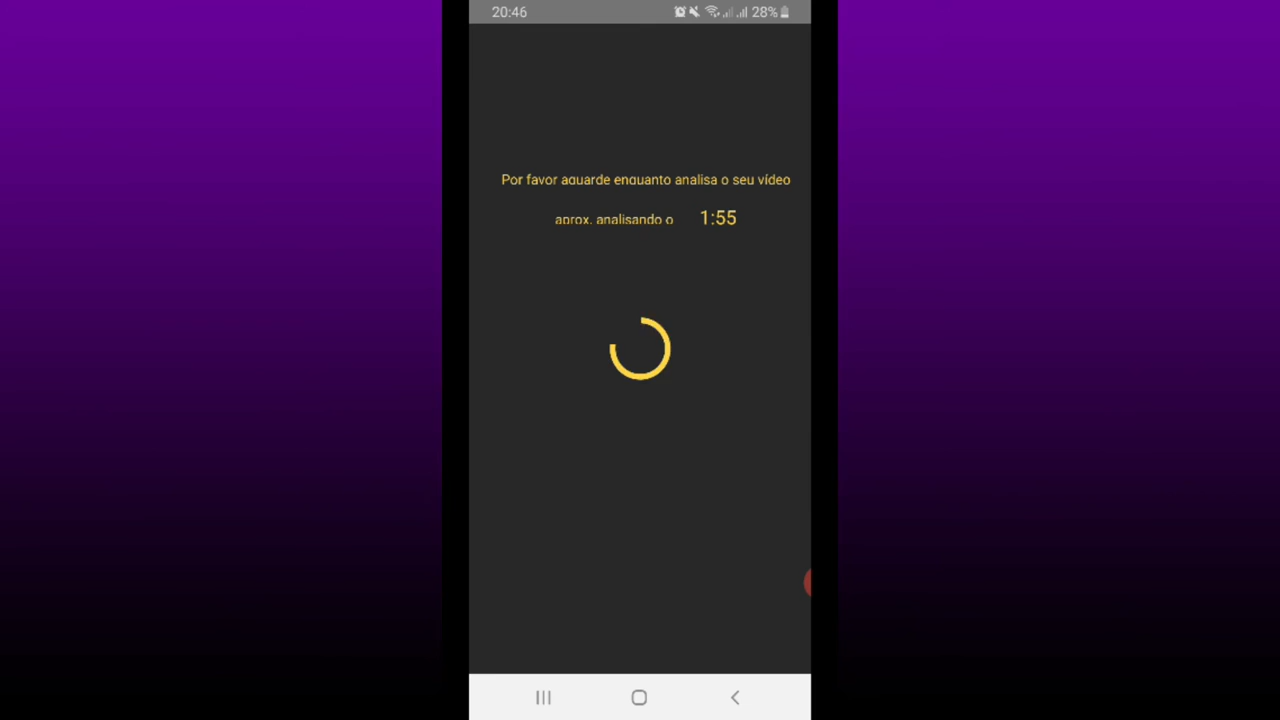 20:46 28%
Por favor aguarde enquanto analisa o seu vídeo
aprox. analisando o 1:55